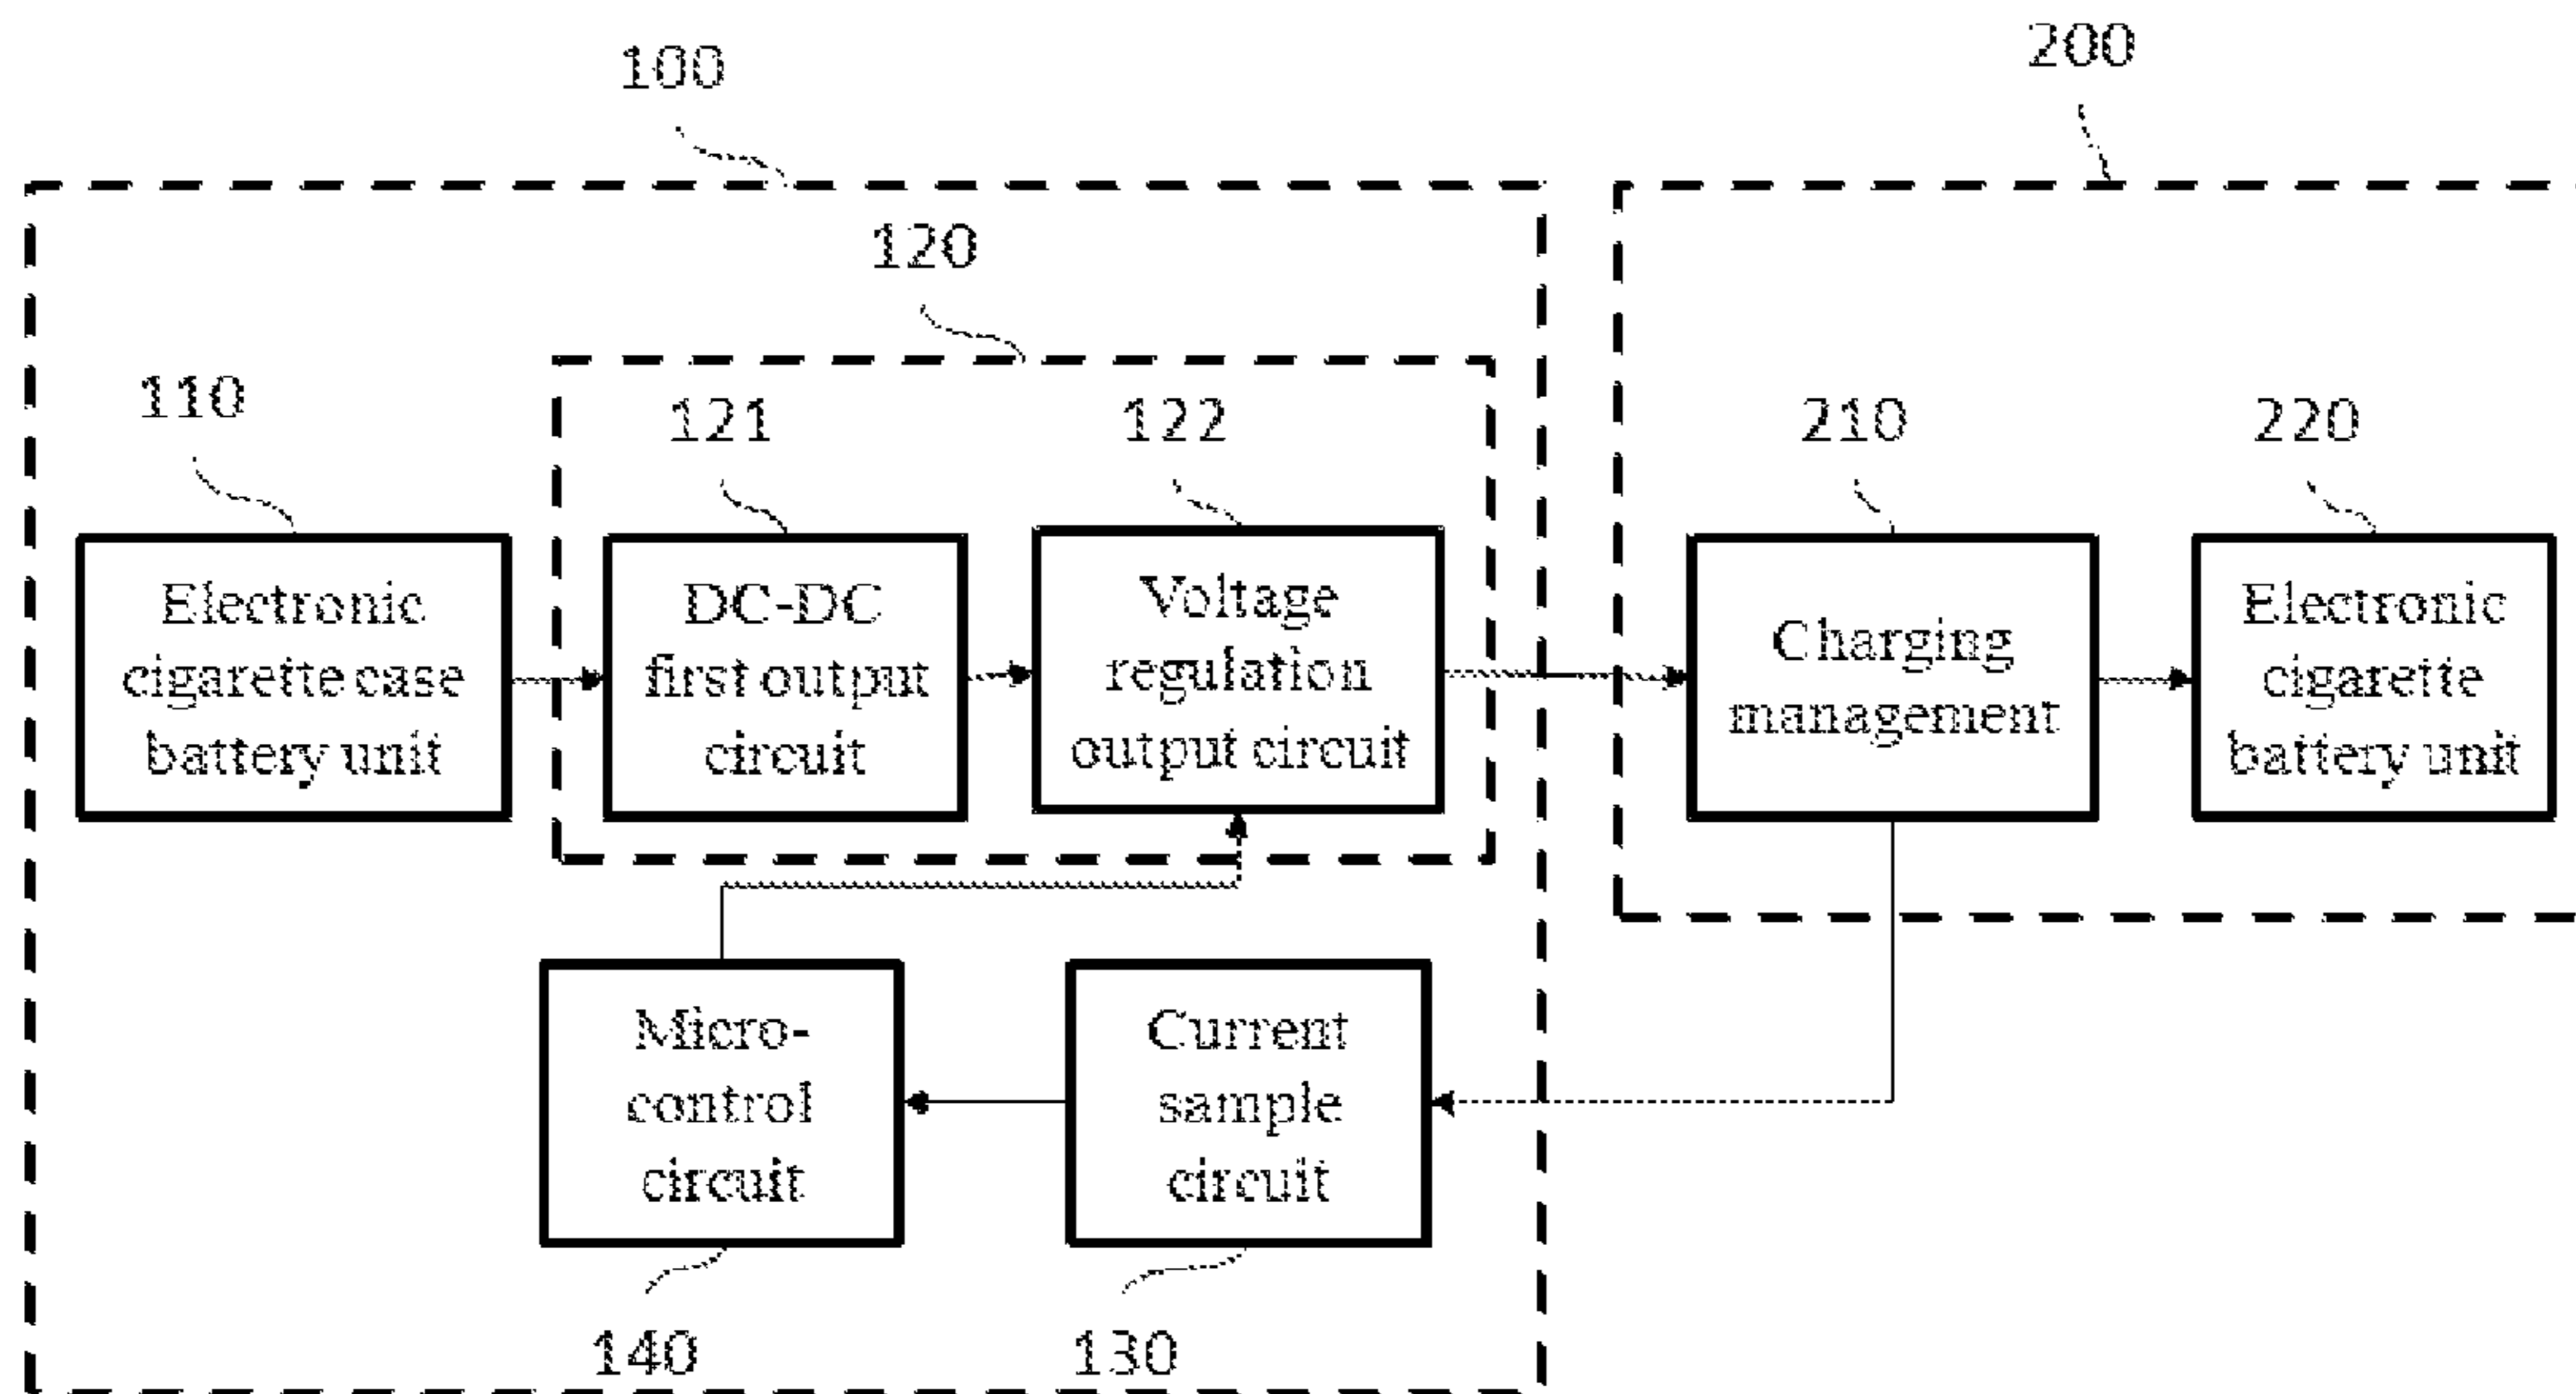 100
200
120
110
121
122
210
220
Electronic
cigarette case
battery unit
DC-DC
first output
circuit
Voltage
regulation
output circuit
Charging
management
Electronic
cigarette
battery unit
Micro-
control
circuit
Current
sample
circuit
140
130